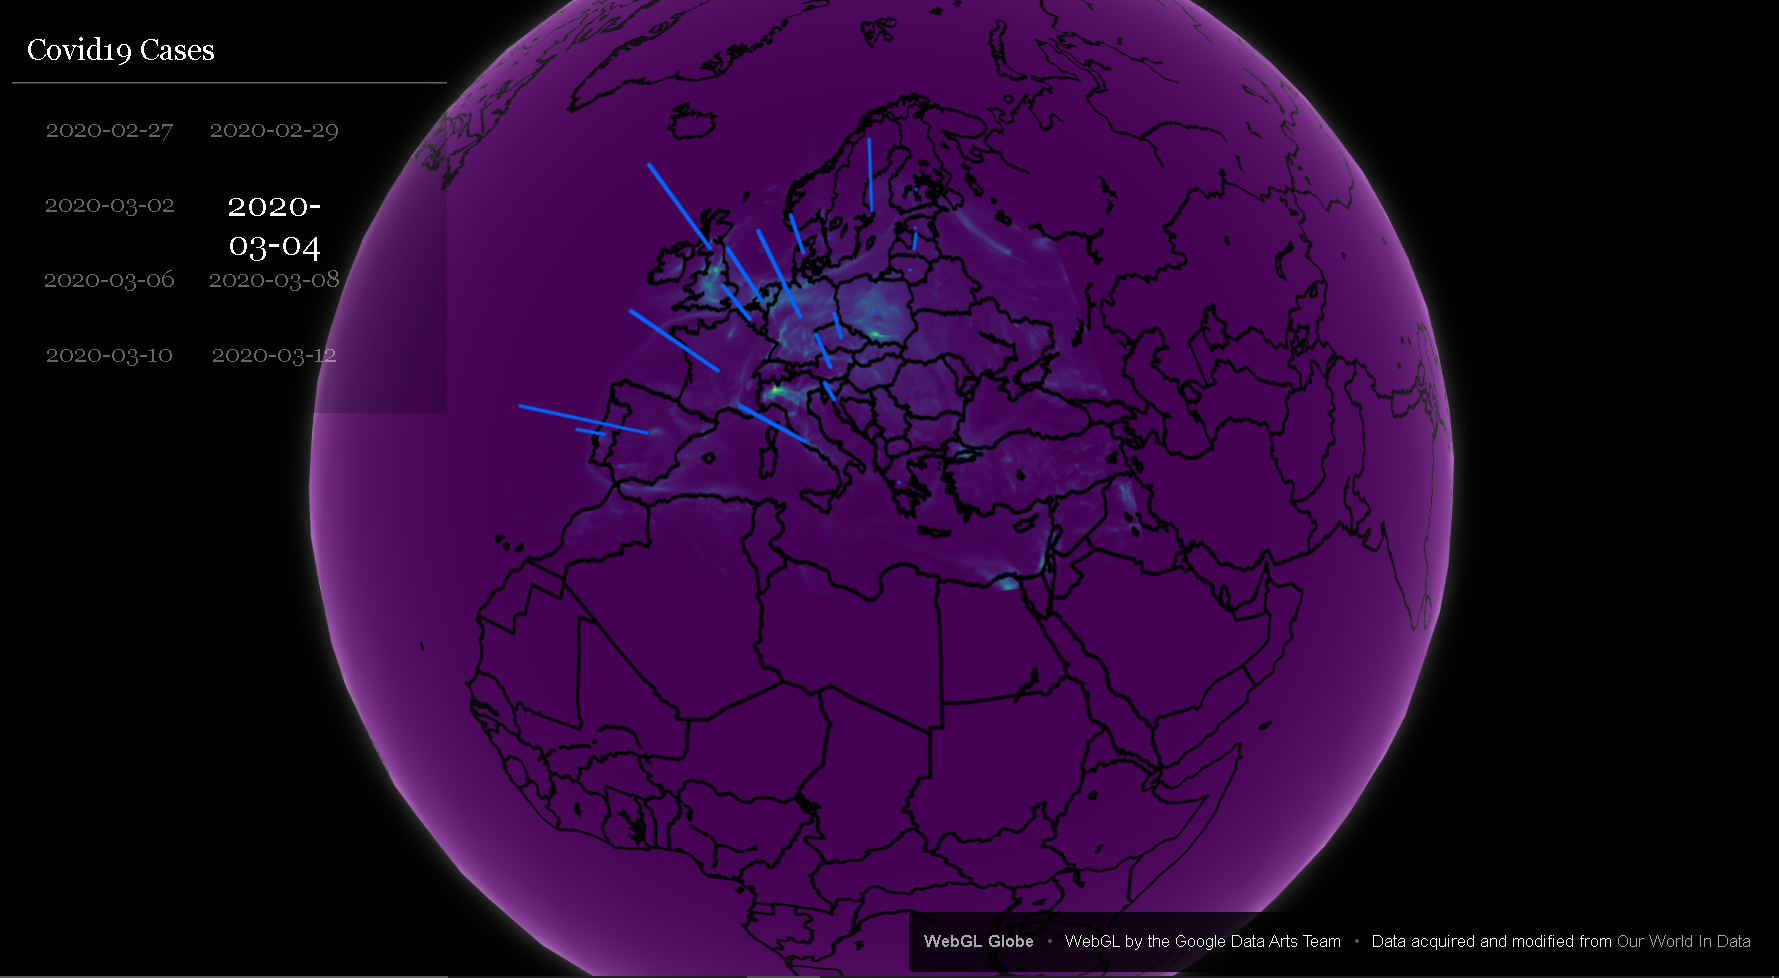 Covid19 Cases
2020-02-27 2020-02-29
2020-03-02 2020-
03-04
2020-03-06 2020-03-08
2020-03-10 2020-03-12
WebGL Globe • WebGL by the Google Data Arts Team • Data acquired and modified from Our World In Data